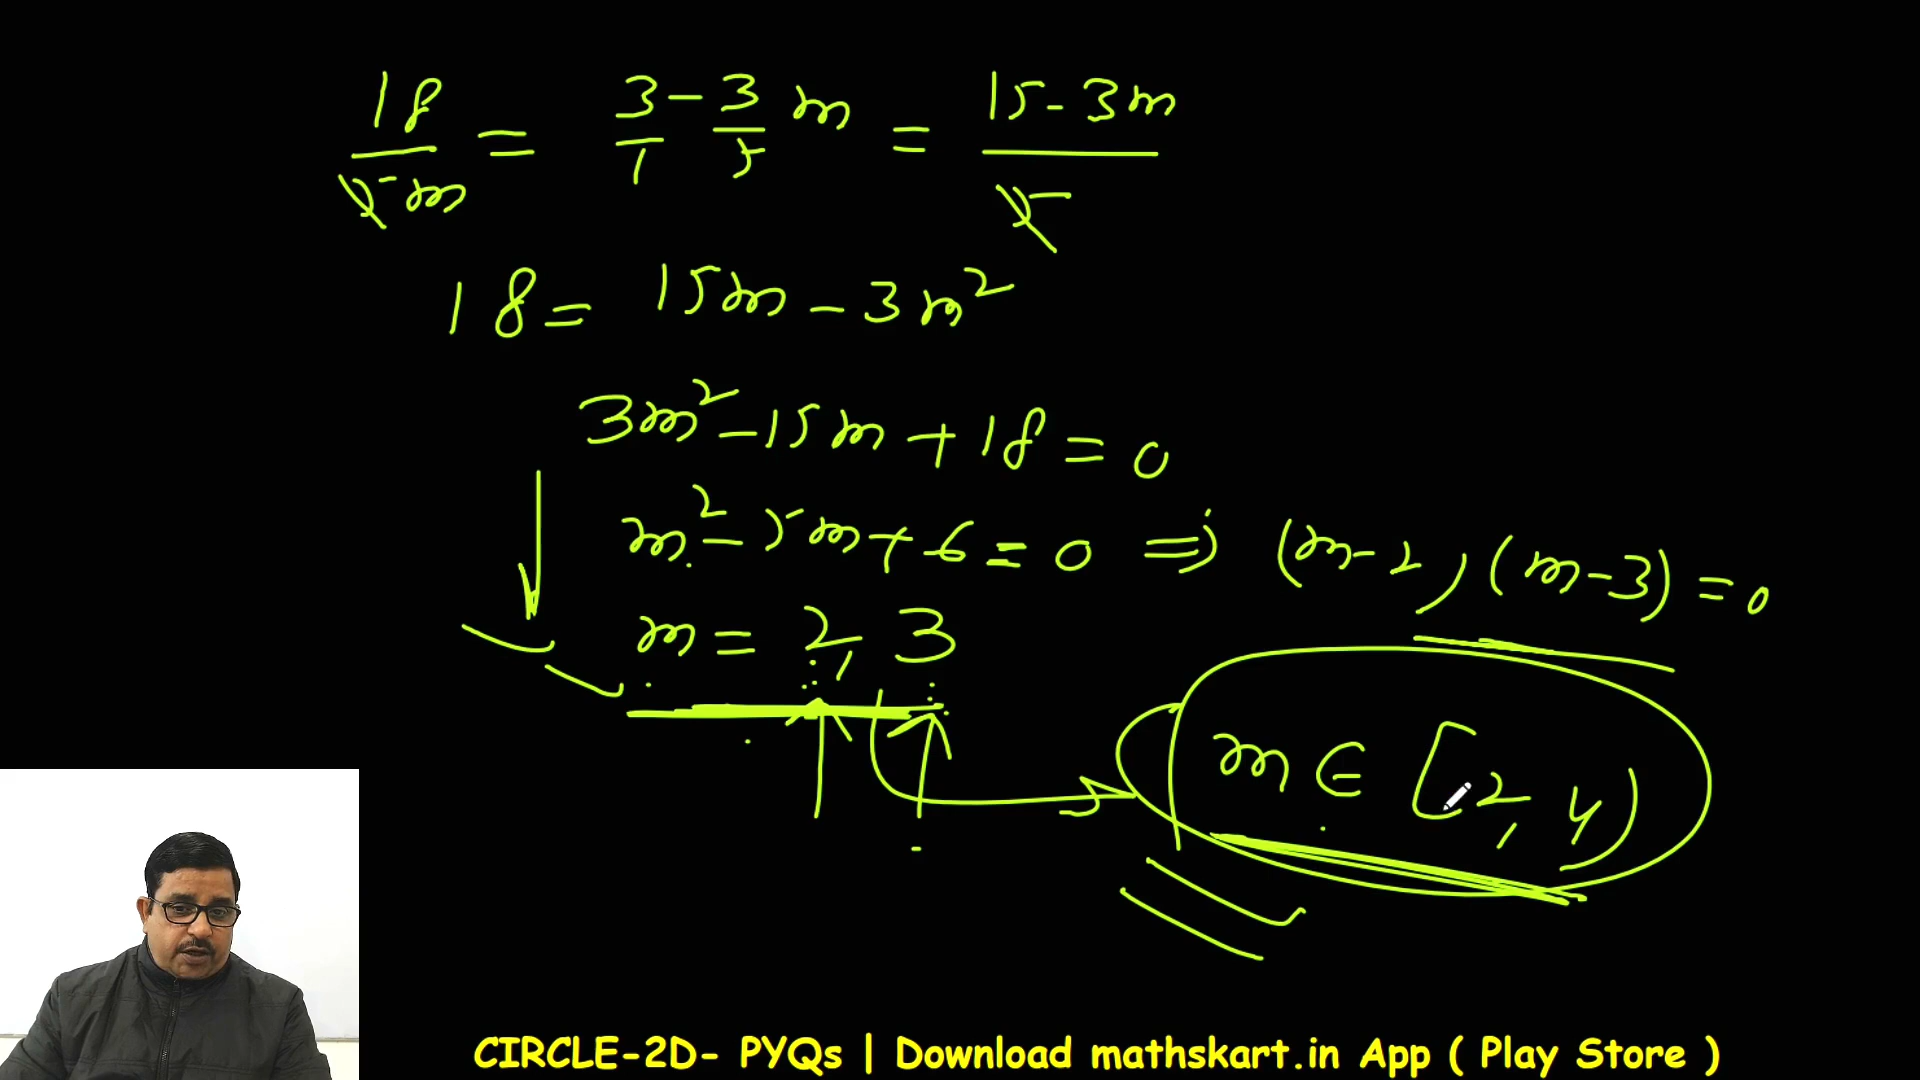 18/5m = 3/1 - 3/5 m = 15-3m/5
18 = 15m - 3m²
3m² - 15m + 18 = 0
m² - 5m + 6 = 0 ⇒ (m-2)(m-3) = 0
m = 2, 3
m ∈ [2, 4)
CIRCLE-2D- PYQs | Download mathskart.in App ( Play Store )